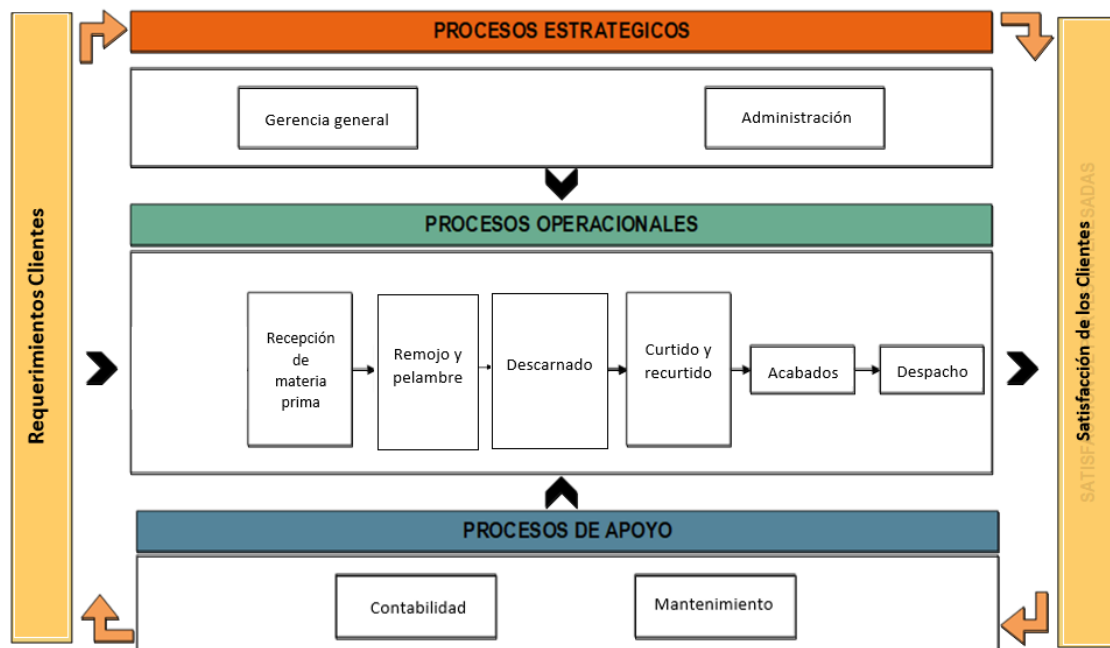 PROCESOS ESTRATEGICOS
Gerencia general
Administración
Requerimientos Clientes
PROCESOS OPERACIONALES
Recepción
de
materia
prima
Remojo y
pelambre
Descarnado
Curtido y
recurtido
Acabados
Despacho
Satisfacción de los Clientes
PROCESOS DE APOYO
Contabilidad
Mantenimiento